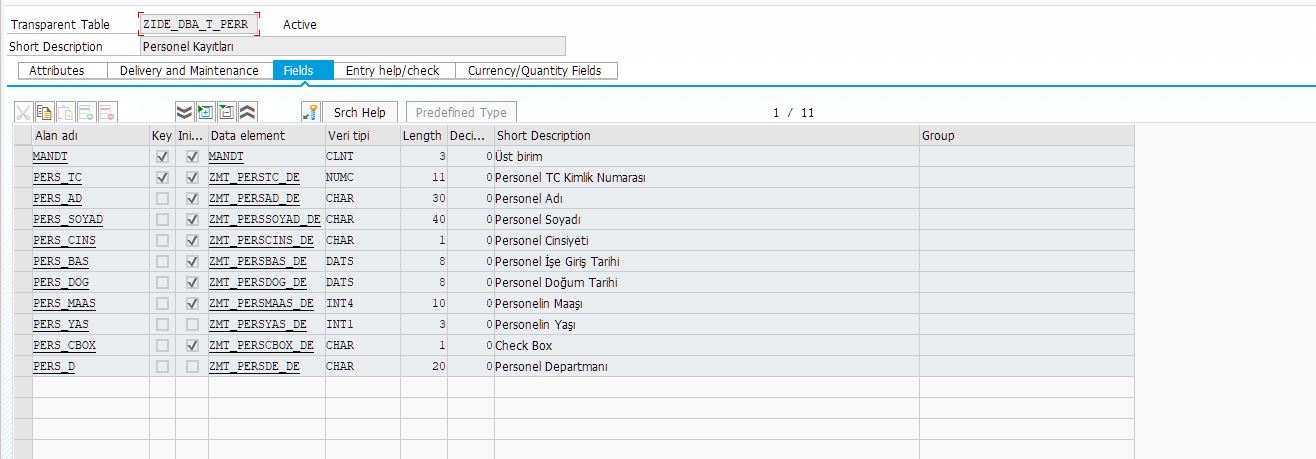 Transparent Table ZIDE_DBA_T_PERR Active
Short Description Personel Kayıtları
Attributes Delivery and Maintenance Fields Entry help/check Currency/Quantity Fields
Srch Help Predefined Type 1 / 11
Alan adı Key Ini... Data element Veri tipi Length Deci... Short Description Group
MANDT MANDT CLNT 3 0 Üst birim
PERS_TC ZMT_PERSTC_DE NUMC 11 0 Personel TC Kimlik Numarası
PERS_AD ZMT_PERSAD_DE CHAR 30 0 Personel Adı
PERS_SOYAD ZMT_PERSSOYAD_DE CHAR 40 0 Personel Soyadı
PERS_CINS ZMT_PERSCINS_DE CHAR 1 0 Personel Cinsiyeti
PERS_BAS ZMT_PERSBAS_DE DATS 8 0 Personel İşe Giriş Tarihi
PERS_DOG ZMT_PERSDOG_DE DATS 8 0 Personel Doğum Tarihi
PERS_MAAS ZMT_PERSMAAS_DE INT4 10 0 Personelin Maaşı
PERS_YAS ZMT_PERSYAS_DE INT1 3 0 Personelin Yaşı
PERS_CBOX ZMT_PERSCBOX_DE CHAR 1 0 Check Box
PERS_D ZMT_PERSDE_DE CHAR 20 0 Personel Departmanı